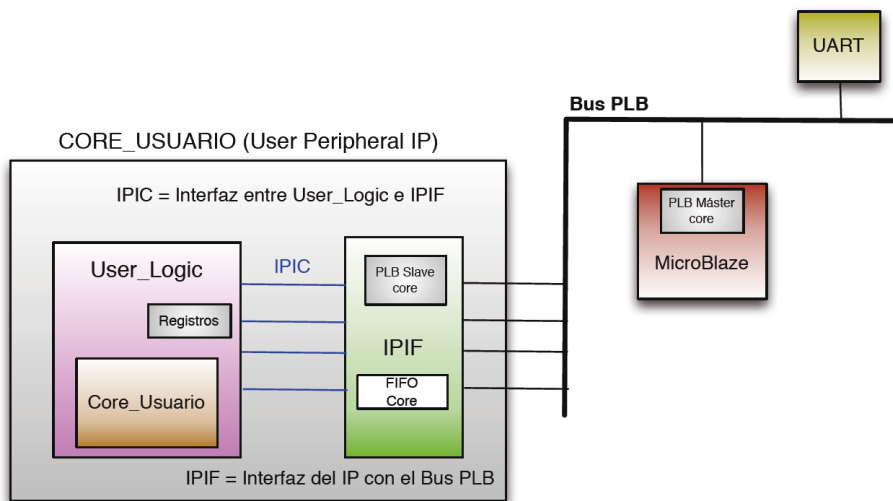 UART
Bus PLB
CORE_USUARIO (User Peripheral IP)
IPIC = Interfaz entre User_Logic e IPIF
PLB Máster
core
MicroBlaze
User_Logic
IPIC
PLB Slave
core
Registros
IPIF
FIFO
Core
Core_Usuario
IPIF = Interfaz del IP con el Bus PLB